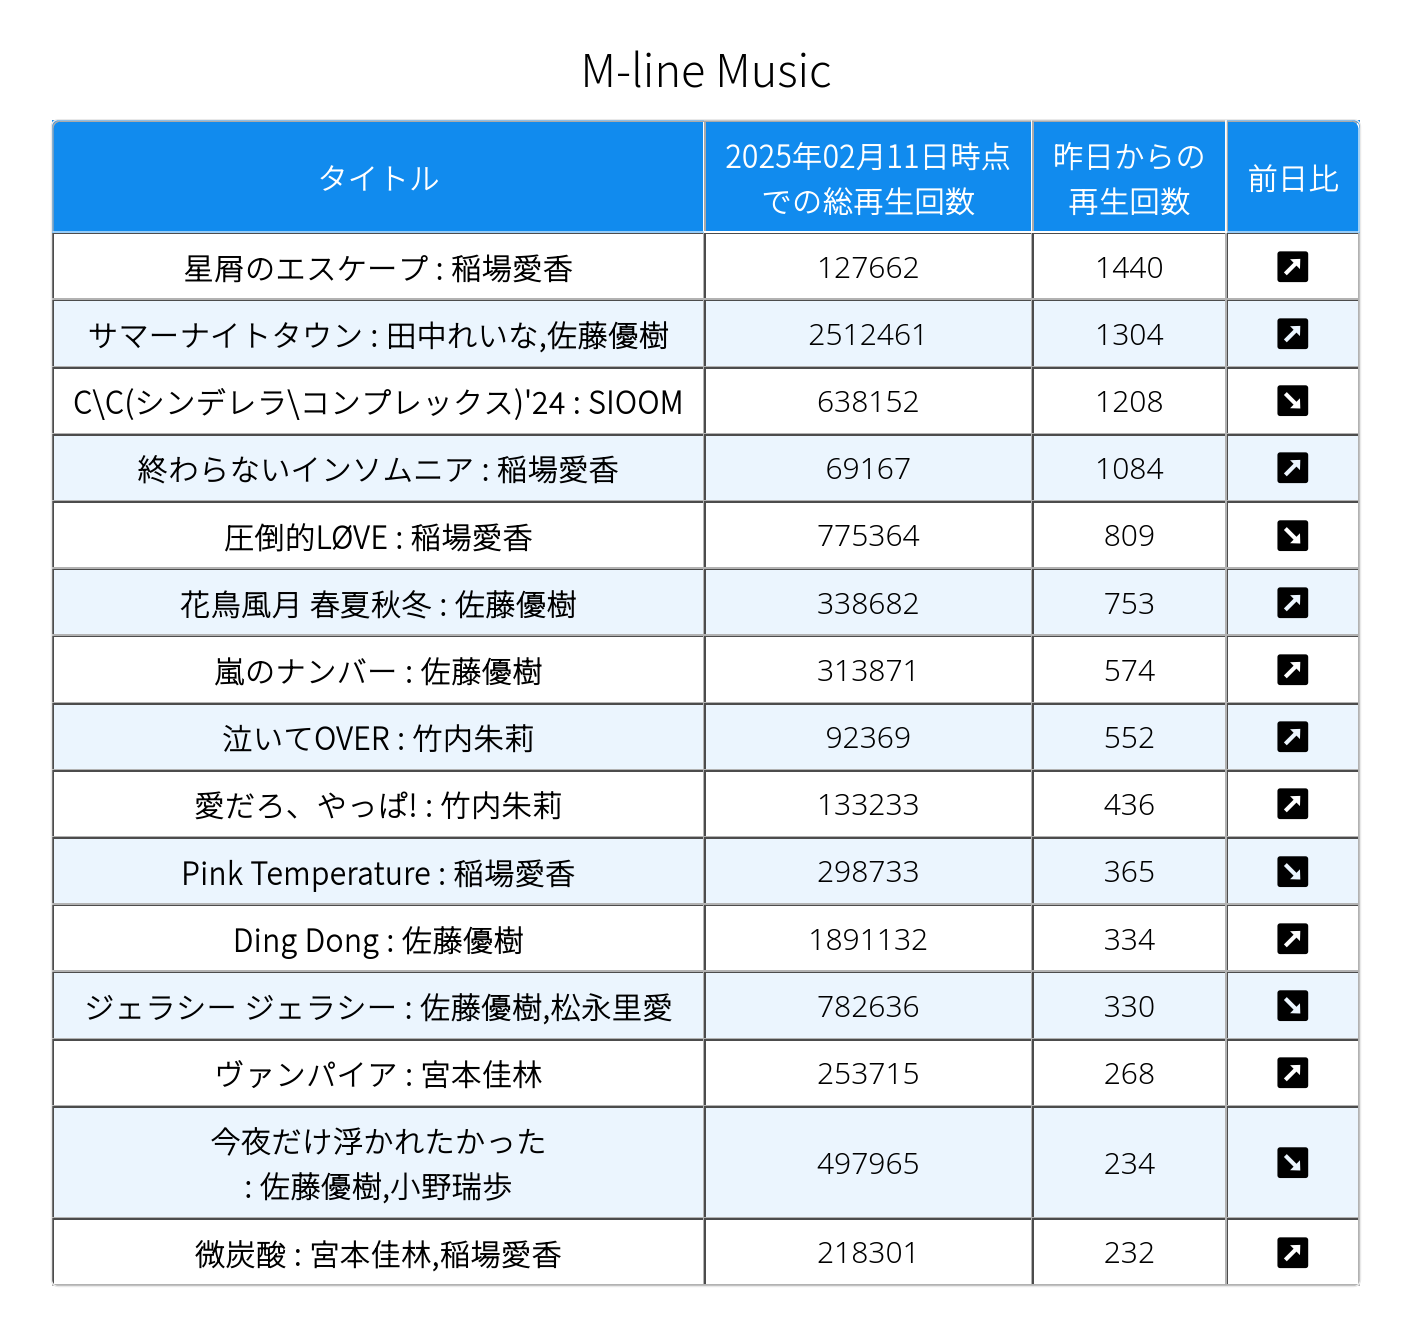 M-line Music
タイトル
2025年02月11日時点
での総再生回数
昨日からの
再生回数
前日比
星屑のエスケープ : 稲場愛香 127662 1440 ↗
サマーナイトタウン : 田中れいな,佐藤優樹 2512461 1304 ↗
C\C(シンデレラ\コンプレックス)'24 : SIOOM 638152 1208 ↘
終わらないインソムニア : 稲場愛香 69167 1084 ↗
圧倒的LØVE : 稲場愛香 775364 809 ↘
花鳥風月 春夏秋冬 : 佐藤優樹 338682 753 ↗
嵐のナンバー : 佐藤優樹 313871 574 ↗
泣いてOVER : 竹内朱莉 92369 552 ↗
愛だろ、やっぱ! : 竹内朱莉 133233 436 ↗
Pink Temperature : 稲場愛香 298733 365 ↘
Ding Dong : 佐藤優樹 1891132 334 ↗
ジェラシー ジェラシー : 佐藤優樹,松永里愛 782636 330 ↘
ヴァンパイア : 宮本佳林 253715 268 ↗
今夜だけ浮かれたかった
: 佐藤優樹,小野瑞歩 497965 234 ↘
微炭酸 : 宮本佳林,稲場愛香 218301 232 ↗